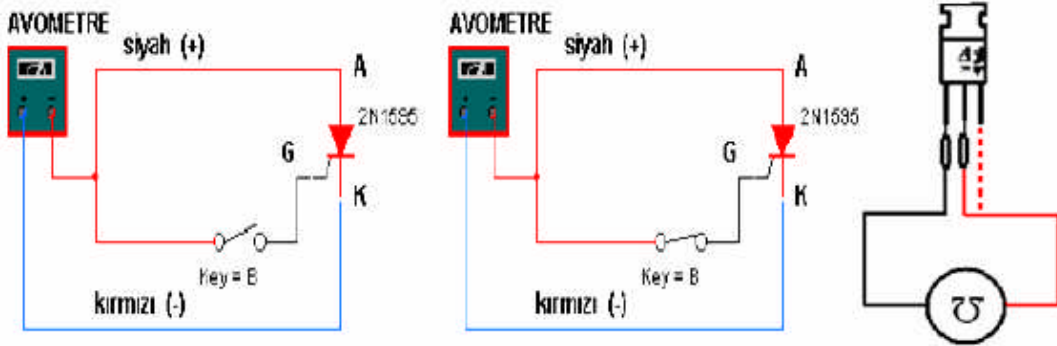 AVOMETRE
siyah (+)
A
2N1595
G
K
Key = B
kırmızı (-)
AVOMETRE
siyah (+)
A
2N1595
G
K
Key = B
kırmızı (-)
Ω